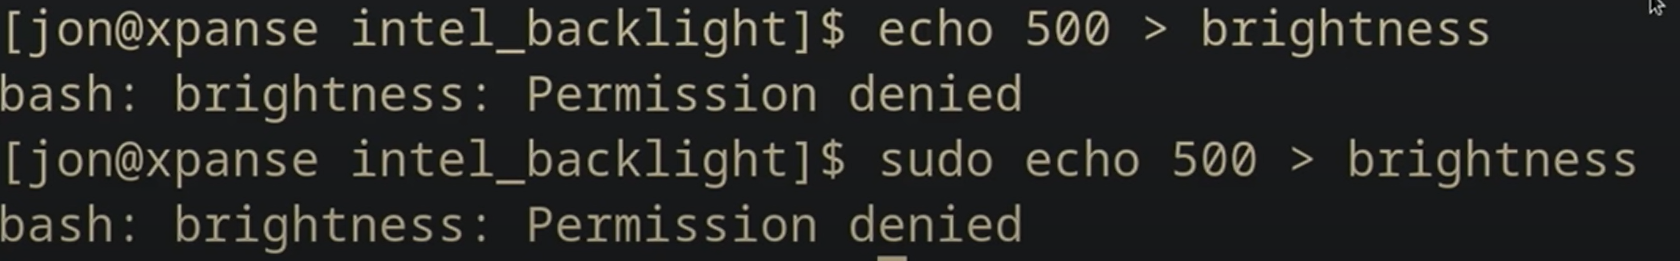 [jon@xpanse intel_backlight]$ echo 500 > brightness
bash: brightness: Permission denied
[jon@xpanse intel_backlight]$ sudo echo 500 > brightness
bash: brightness: Permission denied